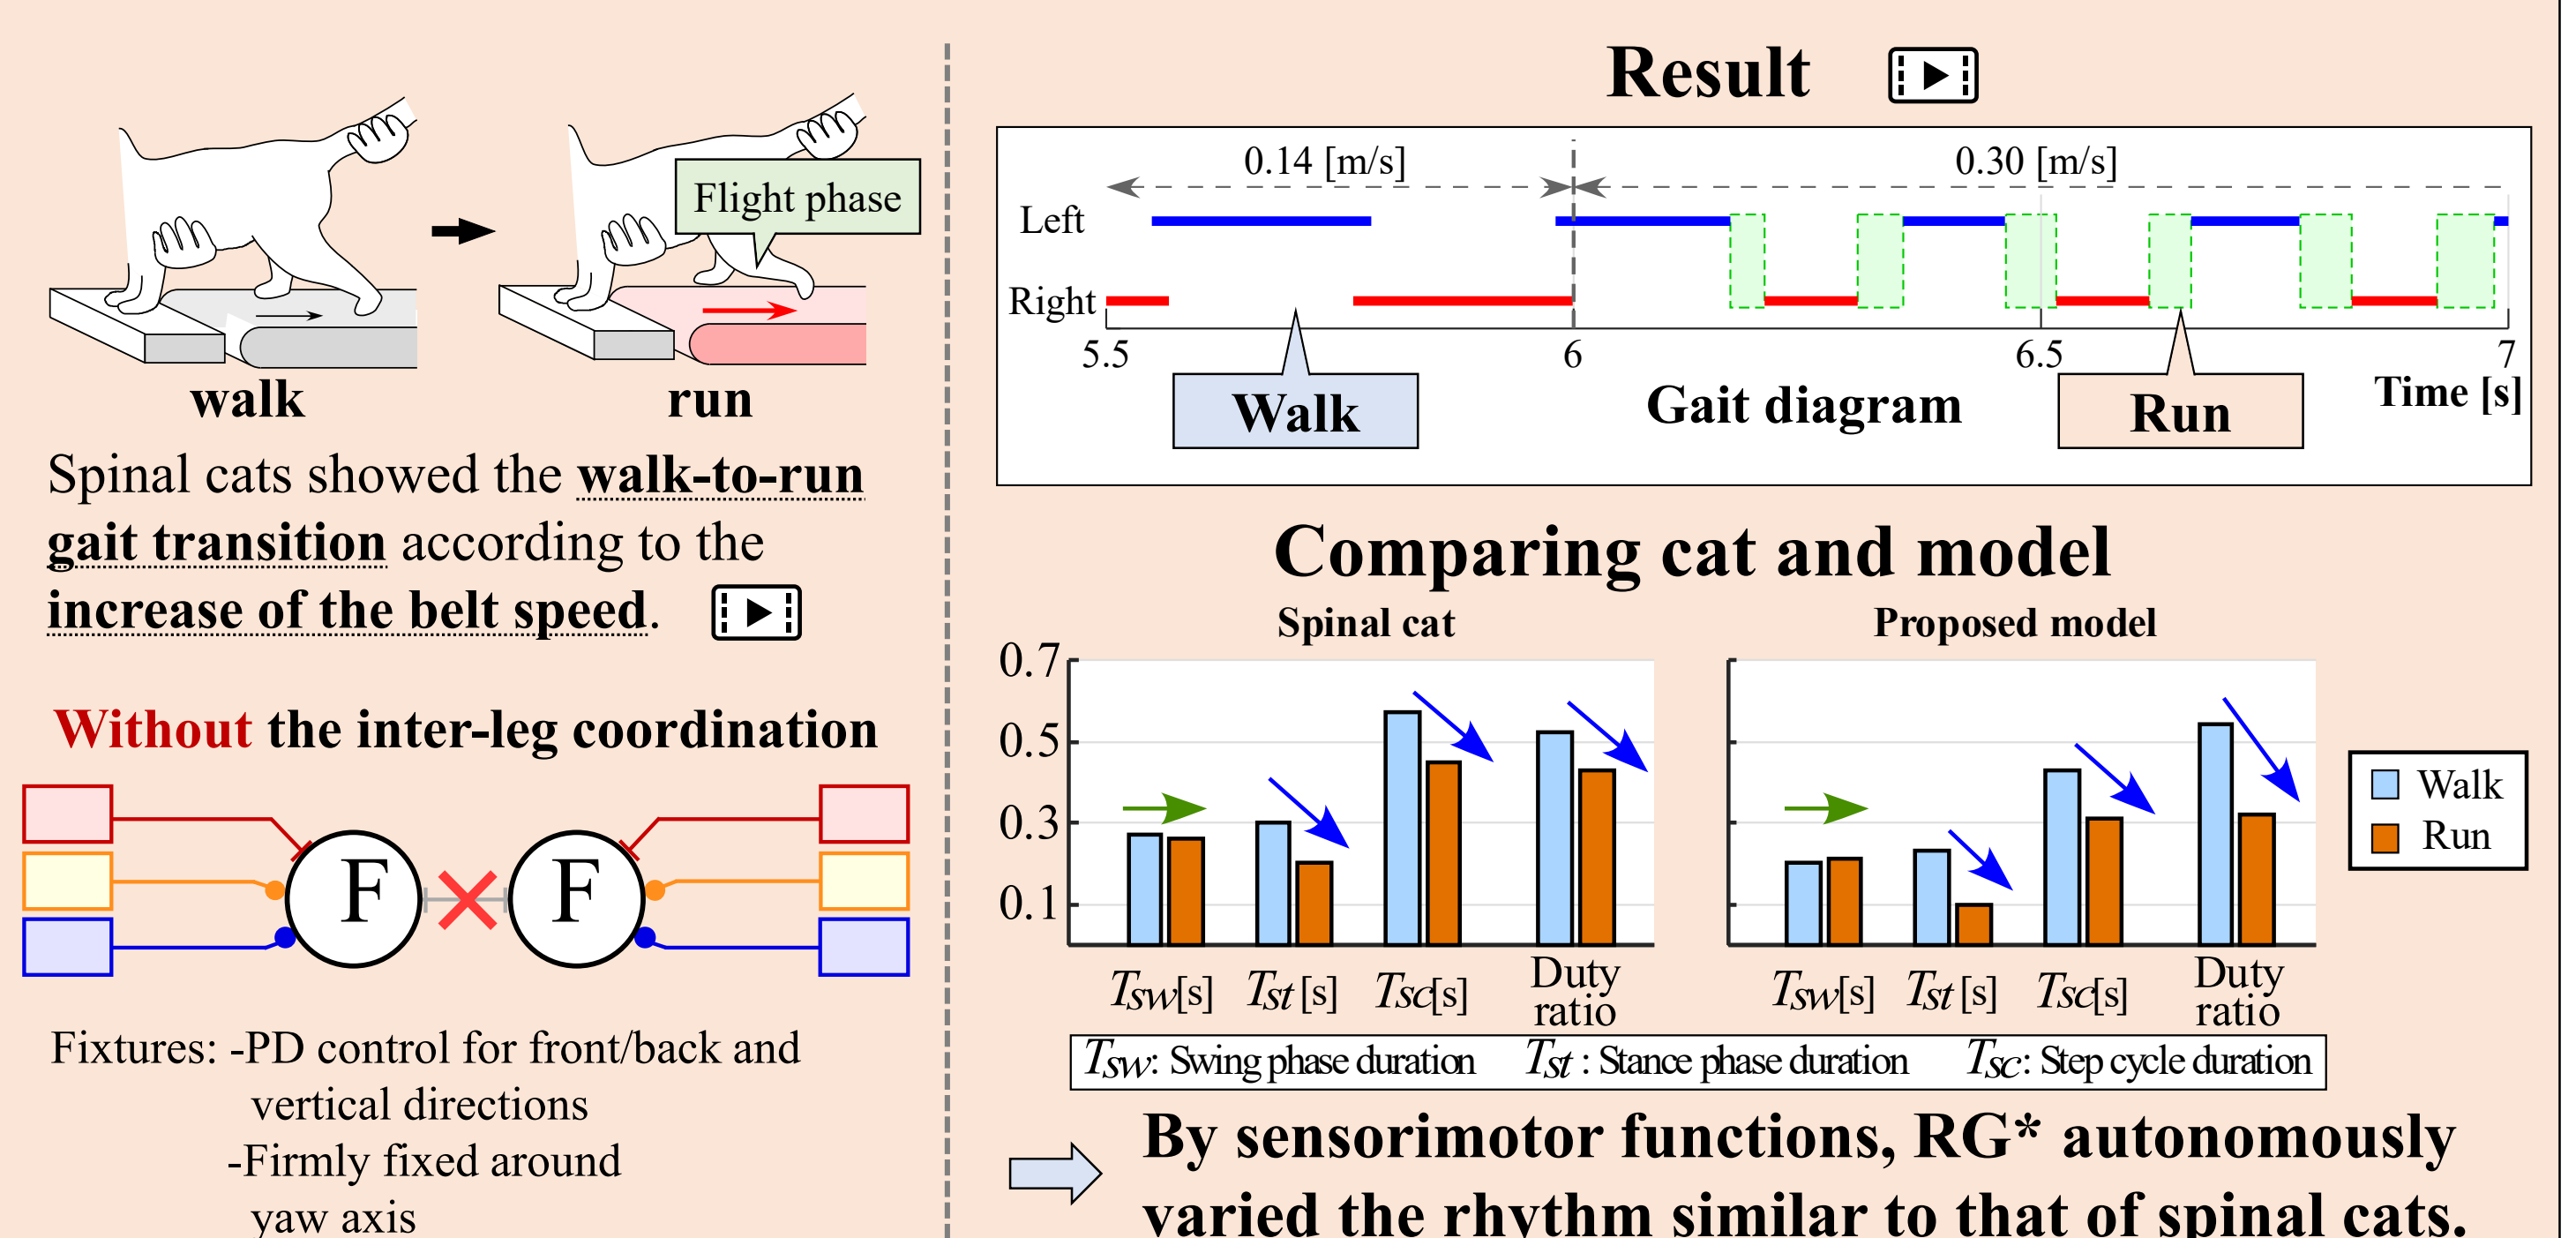 Flight phase
walk
run
Spinal cats showed the walk-to-run
gait transition according to the
increase of the belt speed.
Without the inter-leg coordination
F
F
Fixtures: -PD control for front/back and
vertical directions
-Firmly fixed around
yaw axis
Result
0.14 [m/s]
0.30 [m/s]
Left
Right
5.5
6
6.5
7
Time [s]
Walk
Gait diagram
Run
Comparing cat and model
Spinal cat
Proposed model
0.7
0.5
0.3
0.1
Tsw[s]
Tst [s]
Tsc[s]
Duty
ratio
Tsw[s]
Tst [s]
Tsc[s]
Duty
ratio
Walk
Run
Tsw: Swing phase duration
Tst : Stance phase duration
Tsc: Step cycle duration
By sensorimotor functions, RG* autonomously
varied the rhythm similar to that of spinal cats.